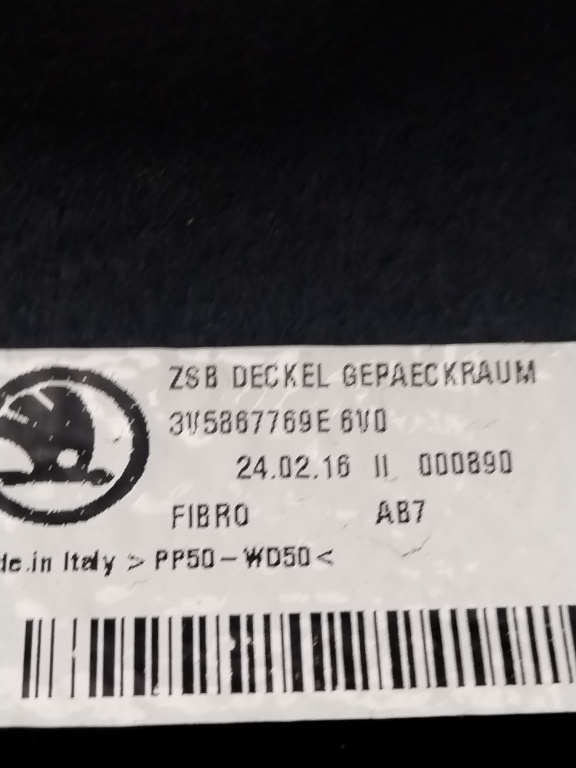 ZSB DECKEL GEPAECKRAUM
3V5867769E 6V0
24.02.16 II 000890
FIBRO AB7
de.in Italy >PP50-WD50<